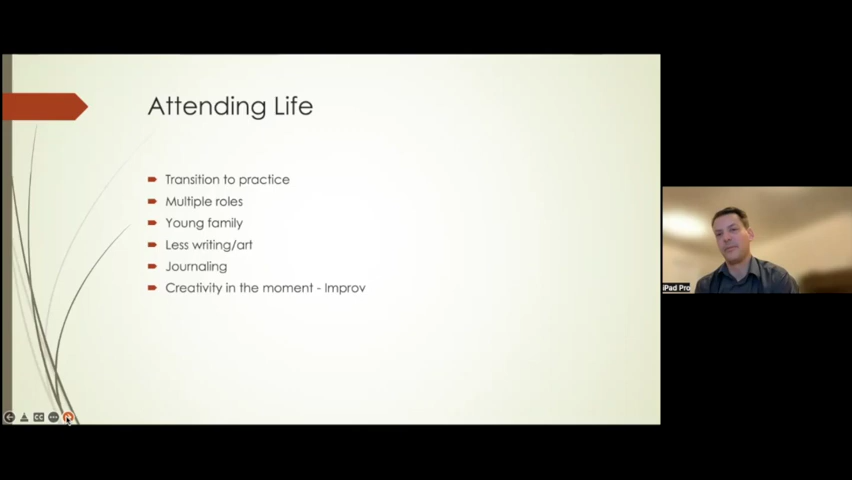 Attending Life
Transition to practice
Multiple roles
Young family
Less writing/art
Journaling
Creativity in the moment - Improv
iPad Pro
CC